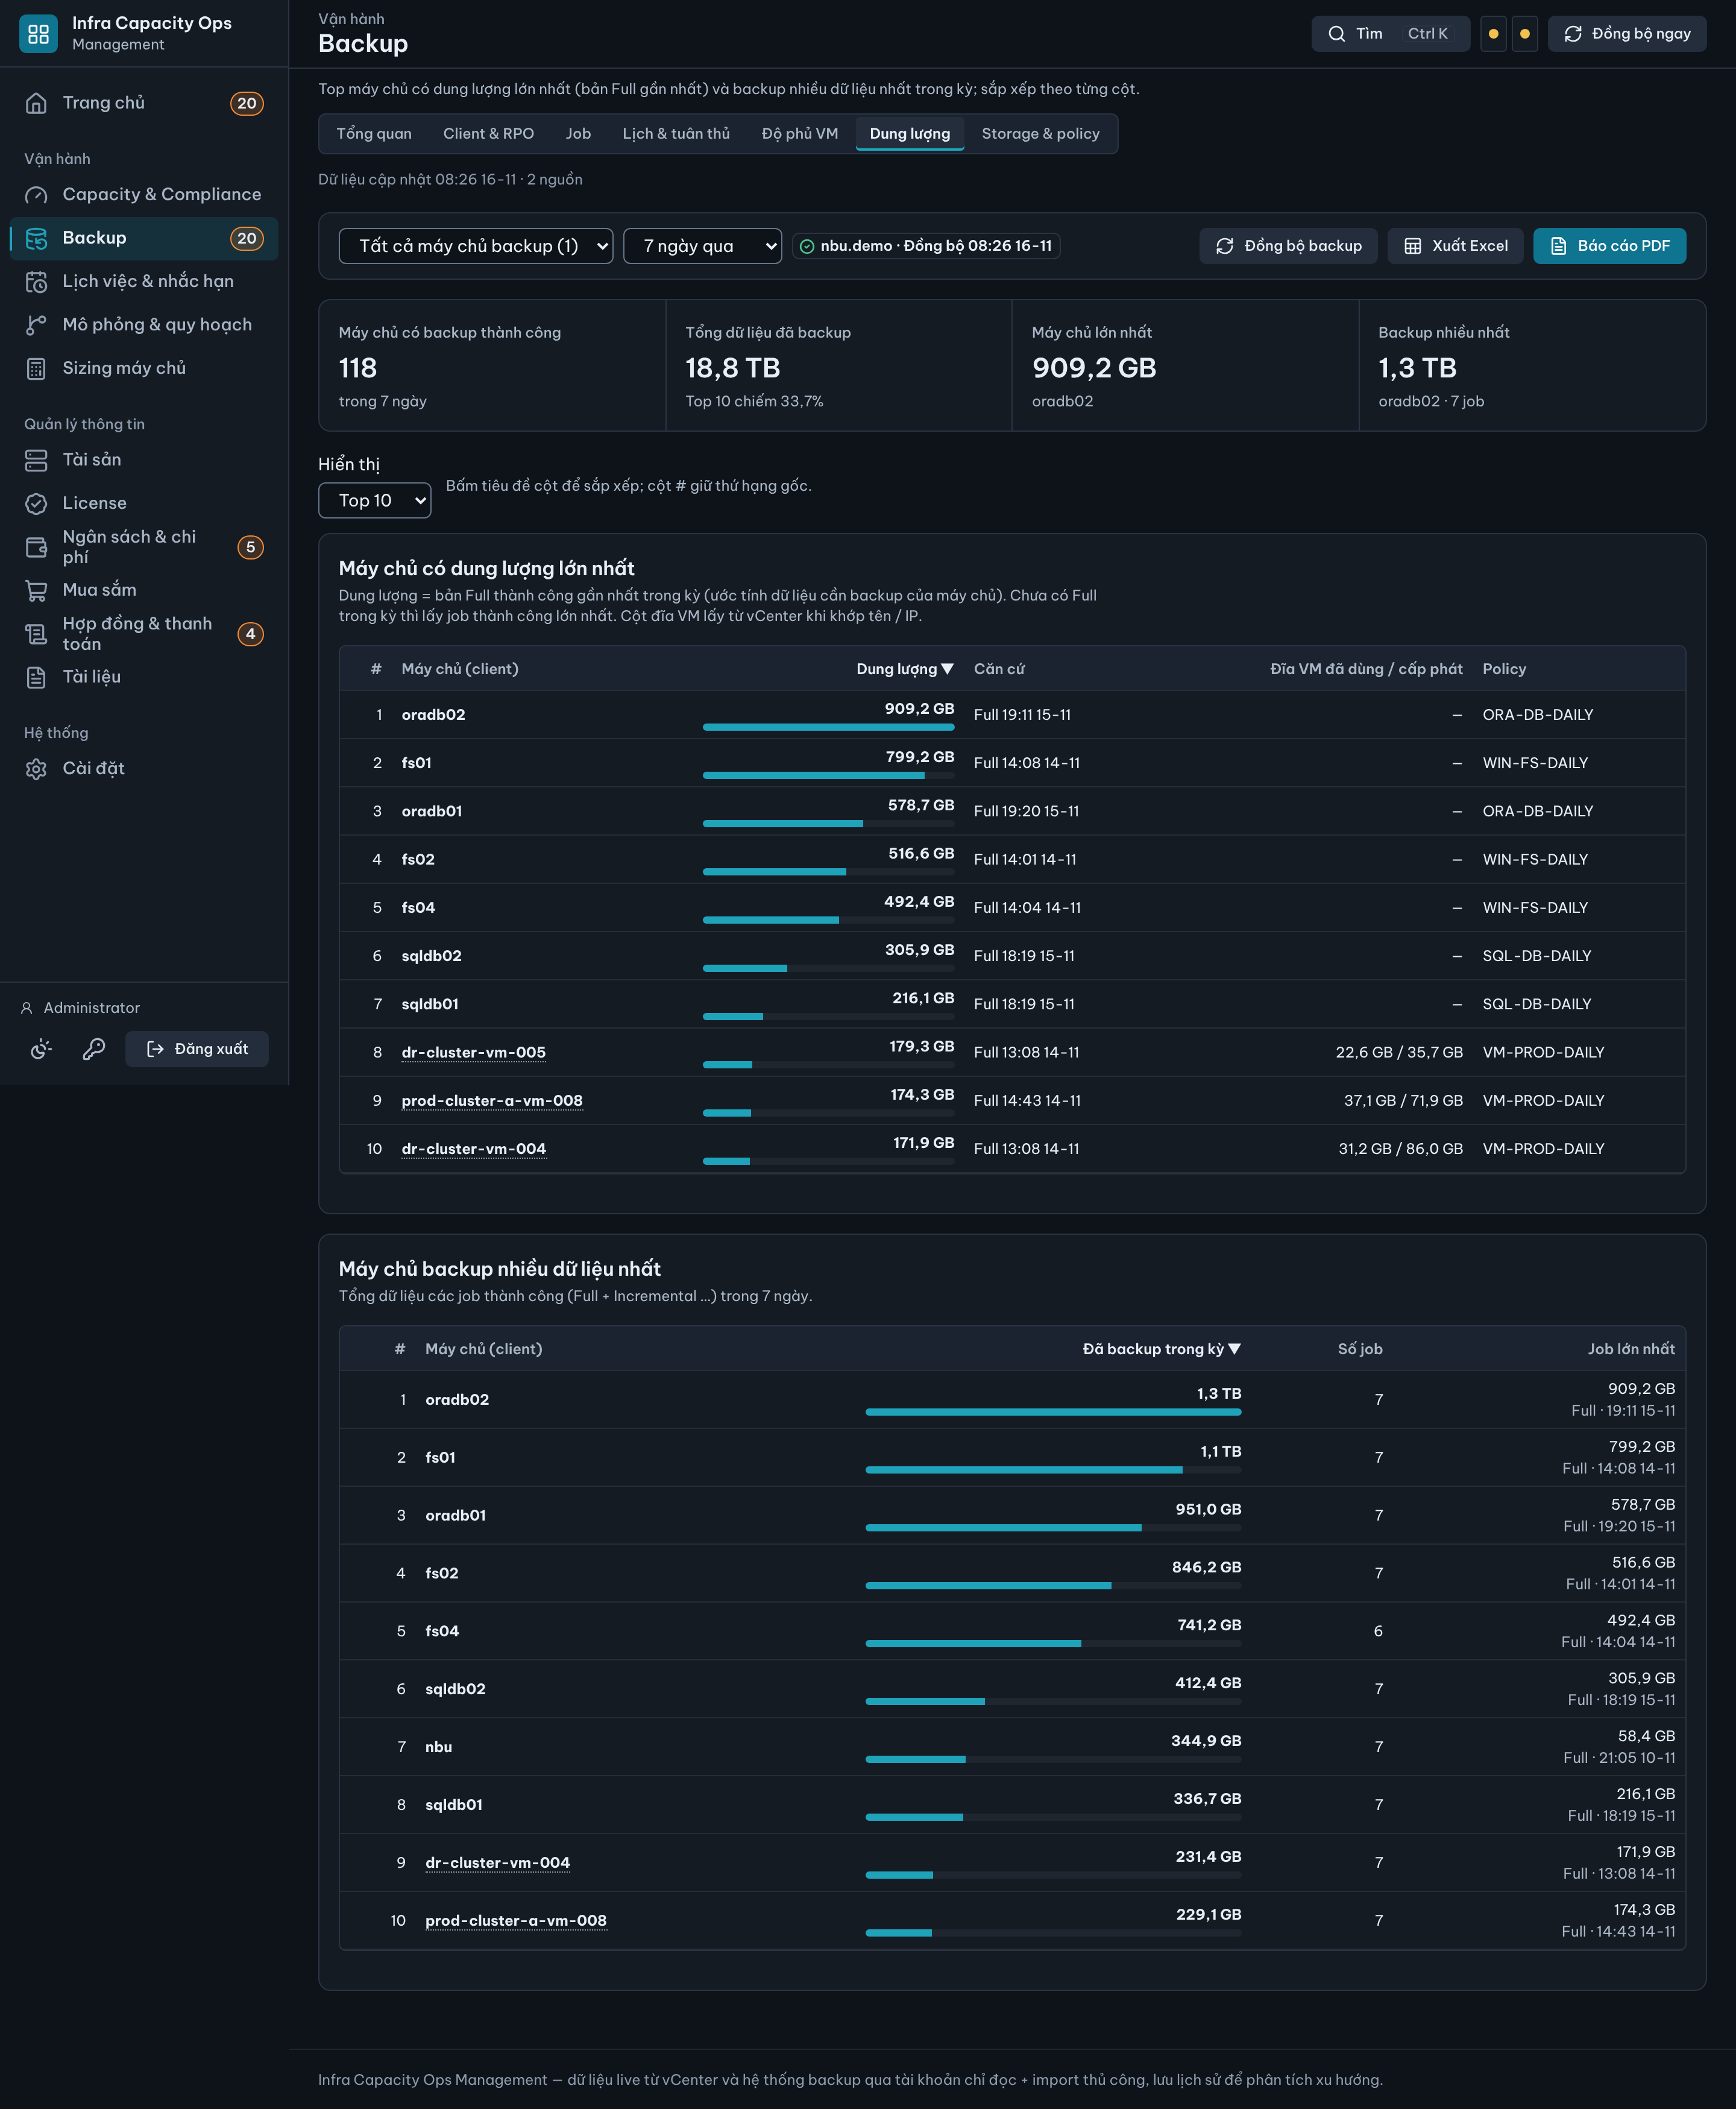 Infra Capacity Ops
Management
Trang chủ 20
Vận hành
Capacity & Compliance
Backup 20
Lịch việc & nhắc hạn
Mô phỏng & quy hoạch
Sizing máy chủ
Quản lý thông tin
Tài sản
License
Ngân sách & chi
phí 5
Mua sắm
Hợp đồng & thanh
toán 4
Tài liệu
Hệ thống
Cài đặt
Administrator
Đăng xuất
Vận hành
Backup
Tìm Ctrl K
Đồng bộ ngay
Top máy chủ có dung lượng lớn nhất (bản Full gần nhất) và backup nhiều dữ liệu nhất trong kỳ; sắp xếp theo từng cột.
Tổng quan Client & RPO Job Lịch & tuân thủ Độ phủ VM Dung lượng Storage & policy
Dữ liệu cập nhật 08:26 16-11 · 2 nguồn
Tất cả máy chủ backup (1) 7 ngày qua nbu.demo · Đồng bộ 08:26 16-11 Đồng bộ backup Xuất Excel Báo cáo PDF
Máy chủ có backup thành công
118
trong 7 ngày
Tổng dữ liệu đã backup
18,8 TB
Top 10 chiếm 33,7%
Máy chủ lớn nhất
909,2 GB
oradb02
Backup nhiều nhất
1,3 TB
oradb02 · 7 job
Hiển thị
Top 10
Bấm tiêu đề cột để sắp xếp; cột # giữ thứ hạng gốc.
Máy chủ có dung lượng lớn nhất
Dung lượng = bản Full thành công gần nhất trong kỳ (ước tính dữ liệu cần backup của máy chủ). Chưa có Full
trong kỳ thì lấy job thành công lớn nhất. Cột đĩa VM lấy từ vCenter khi khớp tên / IP.
# Máy chủ (client) Dung lượng ▼ Căn cứ Đĩa VM đã dùng / cấp phát Policy
1 oradb02 909,2 GB Full 19:11 15-11 – ORA-DB-DAILY
2 fs01 799,2 GB Full 14:08 14-11 – WIN-FS-DAILY
3 oradb01 578,7 GB Full 19:20 15-11 – ORA-DB-DAILY
4 fs02 516,6 GB Full 14:01 14-11 – WIN-FS-DAILY
5 fs04 492,4 GB Full 14:04 14-11 – WIN-FS-DAILY
6 sqldb02 305,9 GB Full 18:19 15-11 – SQL-DB-DAILY
7 sqldb01 216,1 GB Full 18:19 15-11 – SQL-DB-DAILY
8 dr-cluster-vm-005 179,3 GB Full 13:08 14-11 22,6 GB / 35,7 GB VM-PROD-DAILY
9 prod-cluster-a-vm-008 174,3 GB Full 14:43 14-11 37,1 GB / 71,9 GB VM-PROD-DAILY
10 dr-cluster-vm-004 171,9 GB Full 13:08 14-11 31,2 GB / 86,0 GB VM-PROD-DAILY
Máy chủ backup nhiều dữ liệu nhất
Tổng dữ liệu các job thành công (Full + Incremental ...) trong 7 ngày.
# Máy chủ (client) Đã backup trong kỳ ▼ Số job Job lớn nhất
1 oradb02 1,3 TB 7 909,2 GB
Full · 19:11 15-11
2 fs01 1,1 TB 7 799,2 GB
Full · 14:08 14-11
3 oradb01 951,0 GB 7 578,7 GB
Full · 19:20 15-11
4 fs02 846,2 GB 7 516,6 GB
Full · 14:01 14-11
5 fs04 741,2 GB 6 492,4 GB
Full · 14:04 14-11
6 sqldb02 412,4 GB 7 305,9 GB
Full · 18:19 15-11
7 nbu 344,9 GB 7 58,4 GB
Full · 21:05 10-11
8 sqldb01 336,7 GB 7 216,1 GB
Full · 18:19 15-11
9 dr-cluster-vm-004 231,4 GB 7 171,9 GB
Full · 13:08 14-11
10 prod-cluster-a-vm-008 229,1 GB 7 174,3 GB
Full · 14:43 14-11
Infra Capacity Ops Management — dữ liệu live từ vCenter và hệ thống backup qua tài khoản chỉ đọc + import thủ công, lưu lịch sử để phân tích xu hướng.